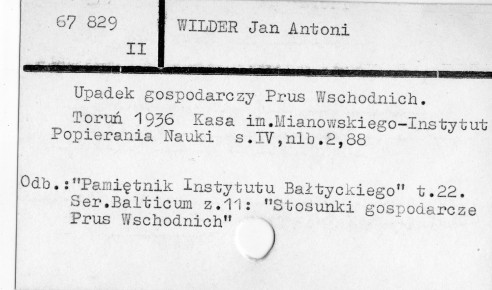 67 829
II
WILDER Jan Antoni
Upadek gospodarczy Prus Wschodnich.
Toruń 1936 Kasa im.Mianowskiego-Instytut
Popierania Nauki s.IV,nlb.2,88
Odb.:"Pamiętnik Instytutu Bałtyckiego" t.22.
Ser.Balticum z.11: "Stosunki gospodarcze
Prus Wschodnich"